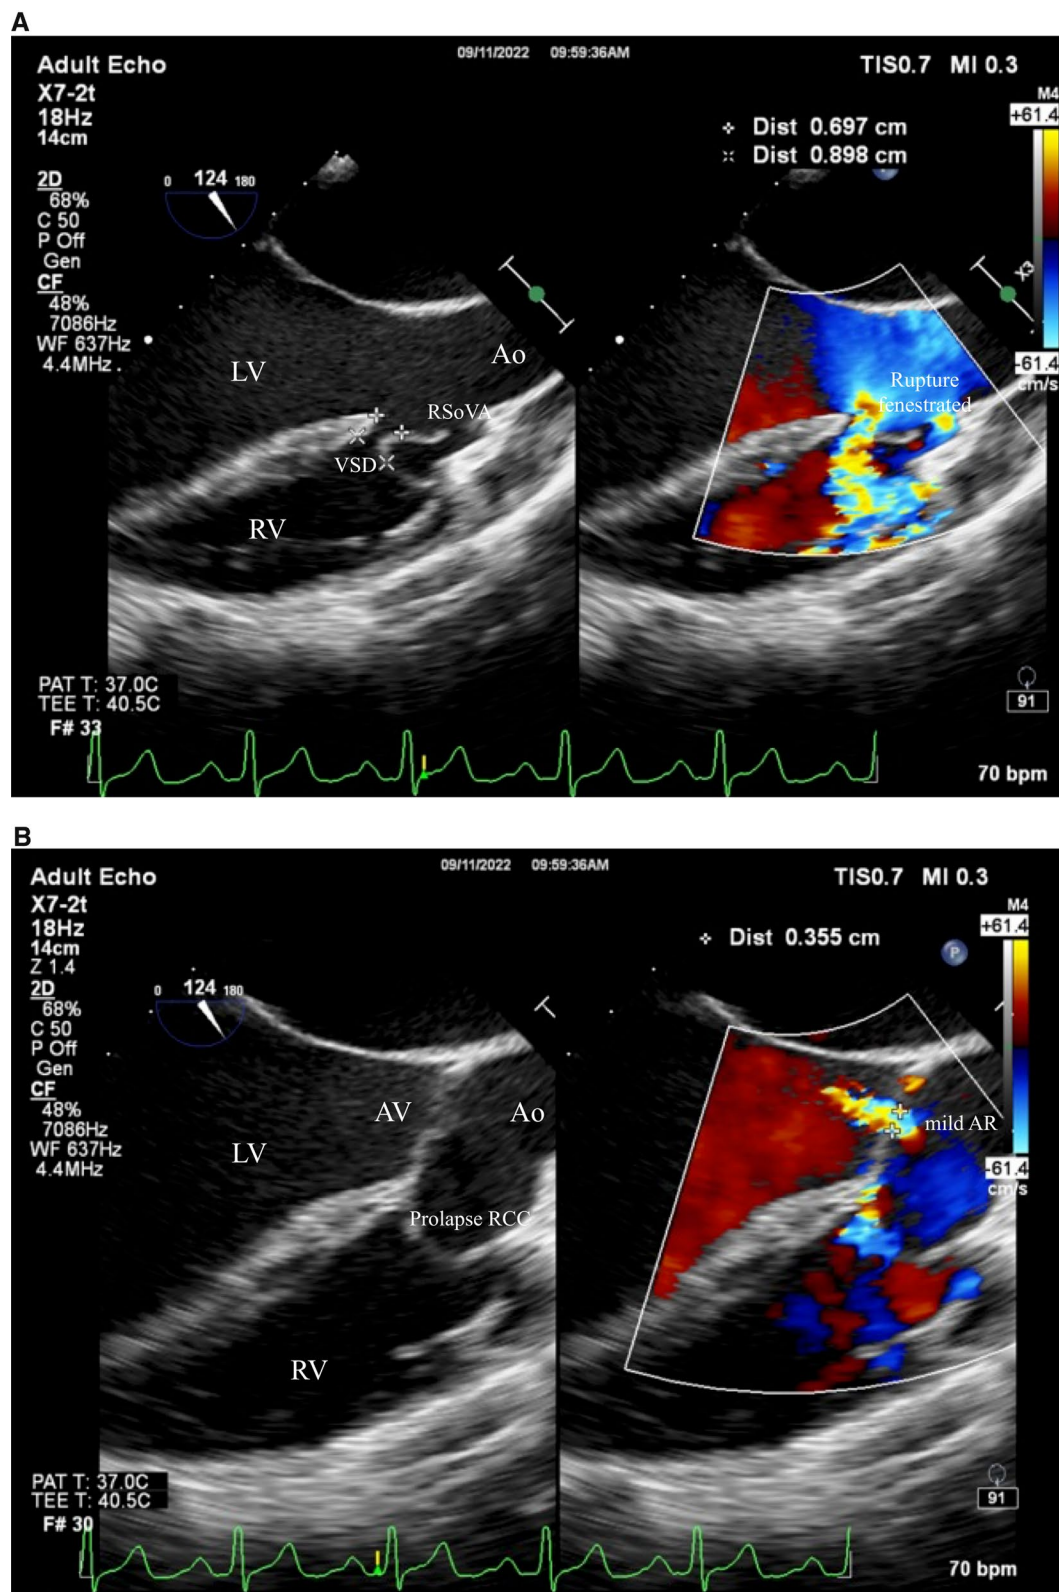 A
09/11/2022 09:59:36AM
Adult Echo
TIS0.7 MI 0.3
X7-2t
18Hz
14cm
M4
+61.4
Dist 0.697 cm
Dist 0.898 cm
2D
68%
C 50
P Off
Gen
CF
48%
7086Hz
WF 637Hz
4.4MHz
0 124 180
X3
-61.4
cm/s
LV
Ao
RSoVA
VSD
RV
Rupture
fenestrated
PAT T: 37.0C
TEE T: 40.5C
F# 33
91
70 bpm
B
09/11/2022 09:59:36AM
Adult Echo
TIS0.7 MI 0.3
X7-2t
18Hz
14cm
Z 1.4
M4
+61.4
Dist 0.355 cm
P
2D
68%
C 50
P Off
Gen
CF
48%
7086Hz
WF 637Hz
4.4MHz
0 124 180
-61.4
cm/s
AV
Ao
LV
Prolapse RCC
RV
mild AR
PAT T: 37.0C
TEE T: 40.5C
F# 30
91
70 bpm